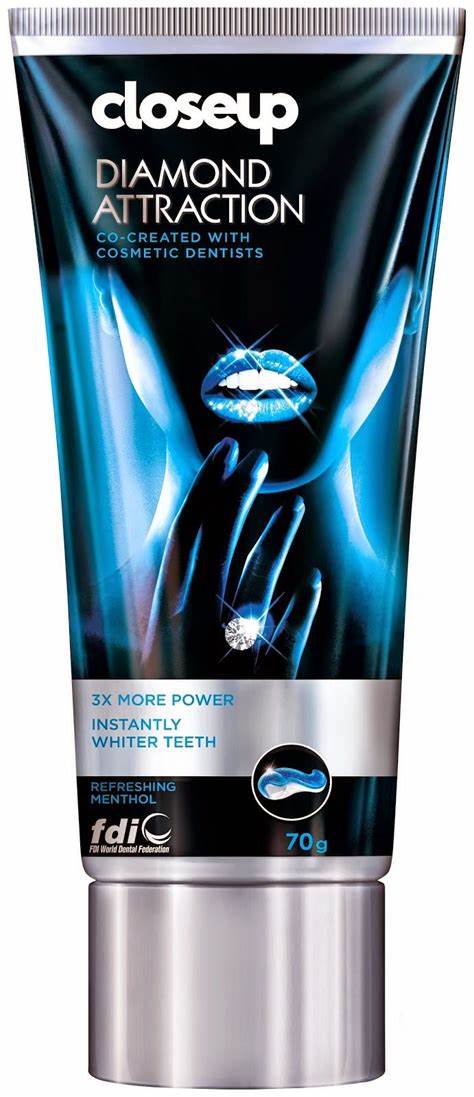 closeup
DIAMOND
ATTRACTION
CO-CREATED WITH
COSMETIC DENTISTS
3X MORE POWER
INSTANTLY
WHITER TEETH
REFRESHING
MENTHOL
fdi
FDI World Dental Federation
70g